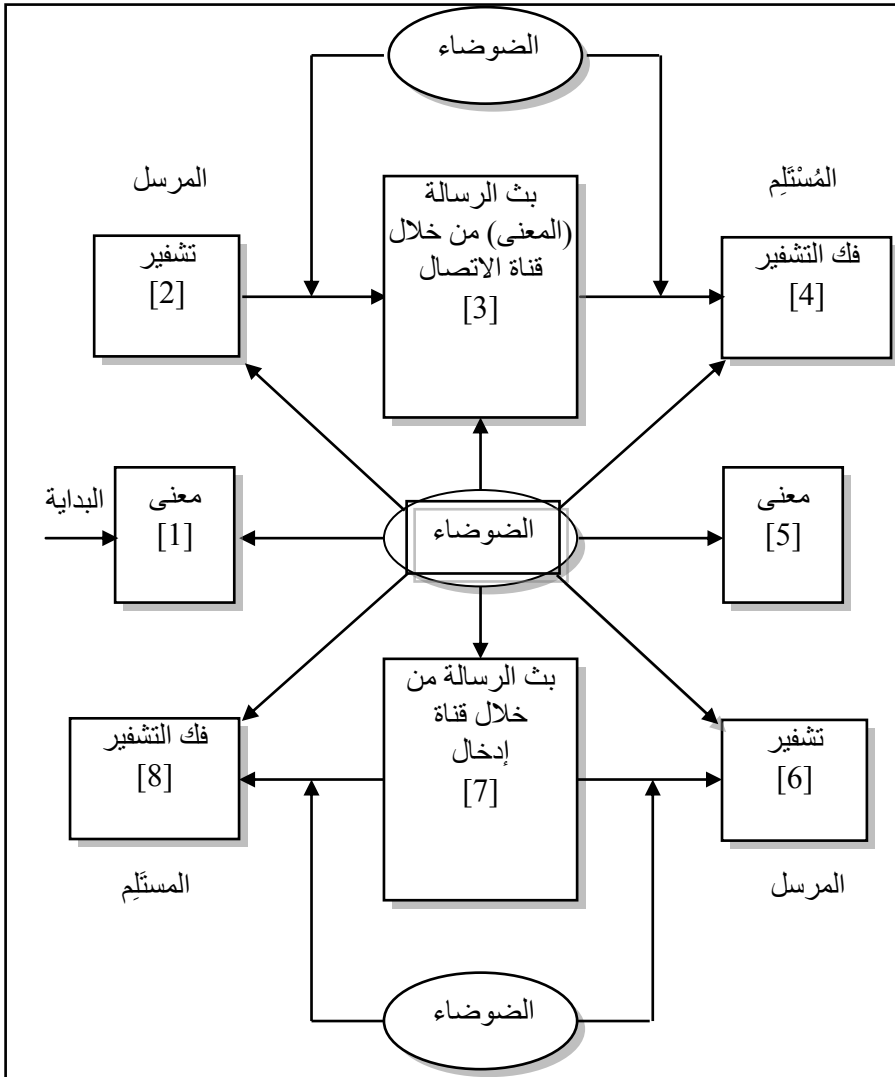 الضوضاء
المرسل
المُسْتَلِم
تشفير
[2]
بث الرسالة
(المعنى) من خلال
قناة الاتصال
[3]
فك التشفير
[4]
البداية
معنى
[1]
الضوضاء
معنى
[5]
فك التشفير
[8]
بث الرسالة من
خلال قناة
إدخال
[7]
تشفير
[6]
المستَلِم
المرسل
الضوضاء